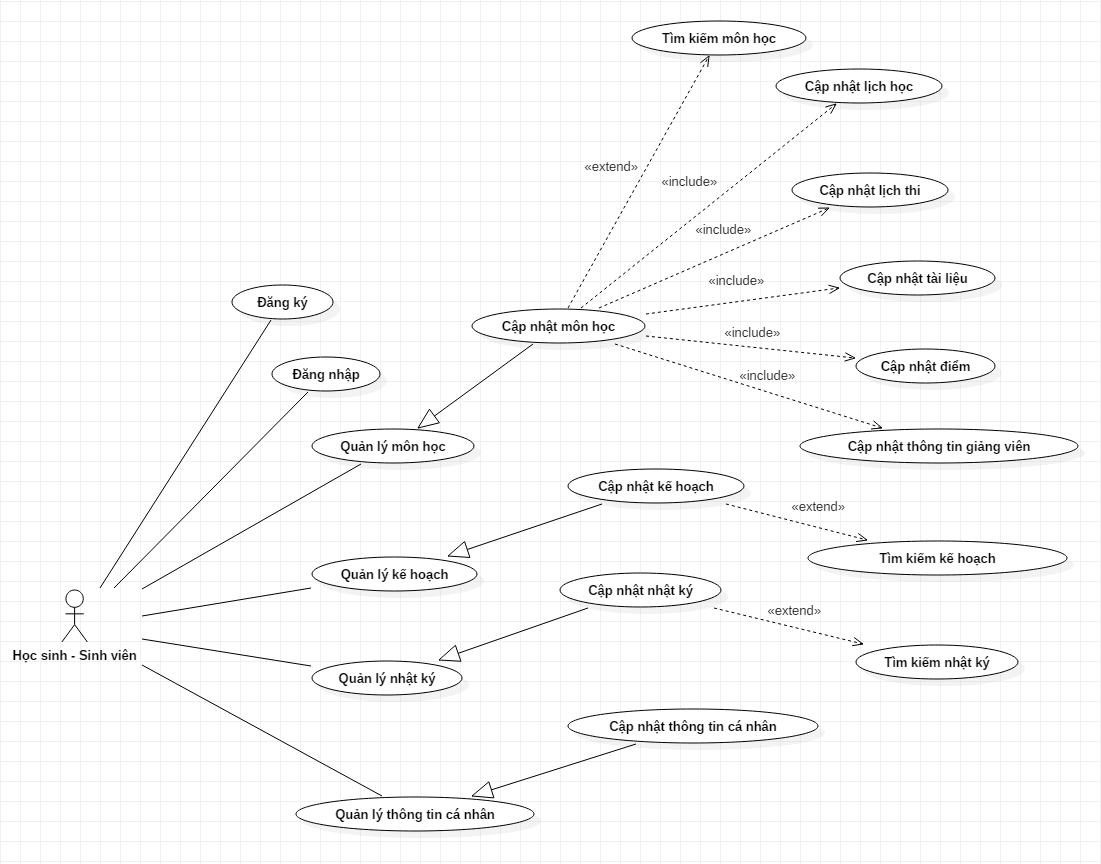 Tìm kiếm môn học
Cập nhật lịch học
«extend»
«include»
Cập nhật lịch thi
«include»
Cập nhật tài liệu
«include»
Đăng ký
Cập nhật môn học
«include»
Cập nhật điểm
Đăng nhập
«include»
Quản lý môn học
Cập nhật thông tin giảng viên
Cập nhật kế hoạch
«extend»
Tìm kiếm kế hoạch
Quản lý kế hoạch
Cập nhật nhật ký
«extend»
Học sinh - Sinh viên
Tìm kiếm nhật ký
Quản lý nhật ký
Cập nhật thông tin cá nhân
Quản lý thông tin cá nhân